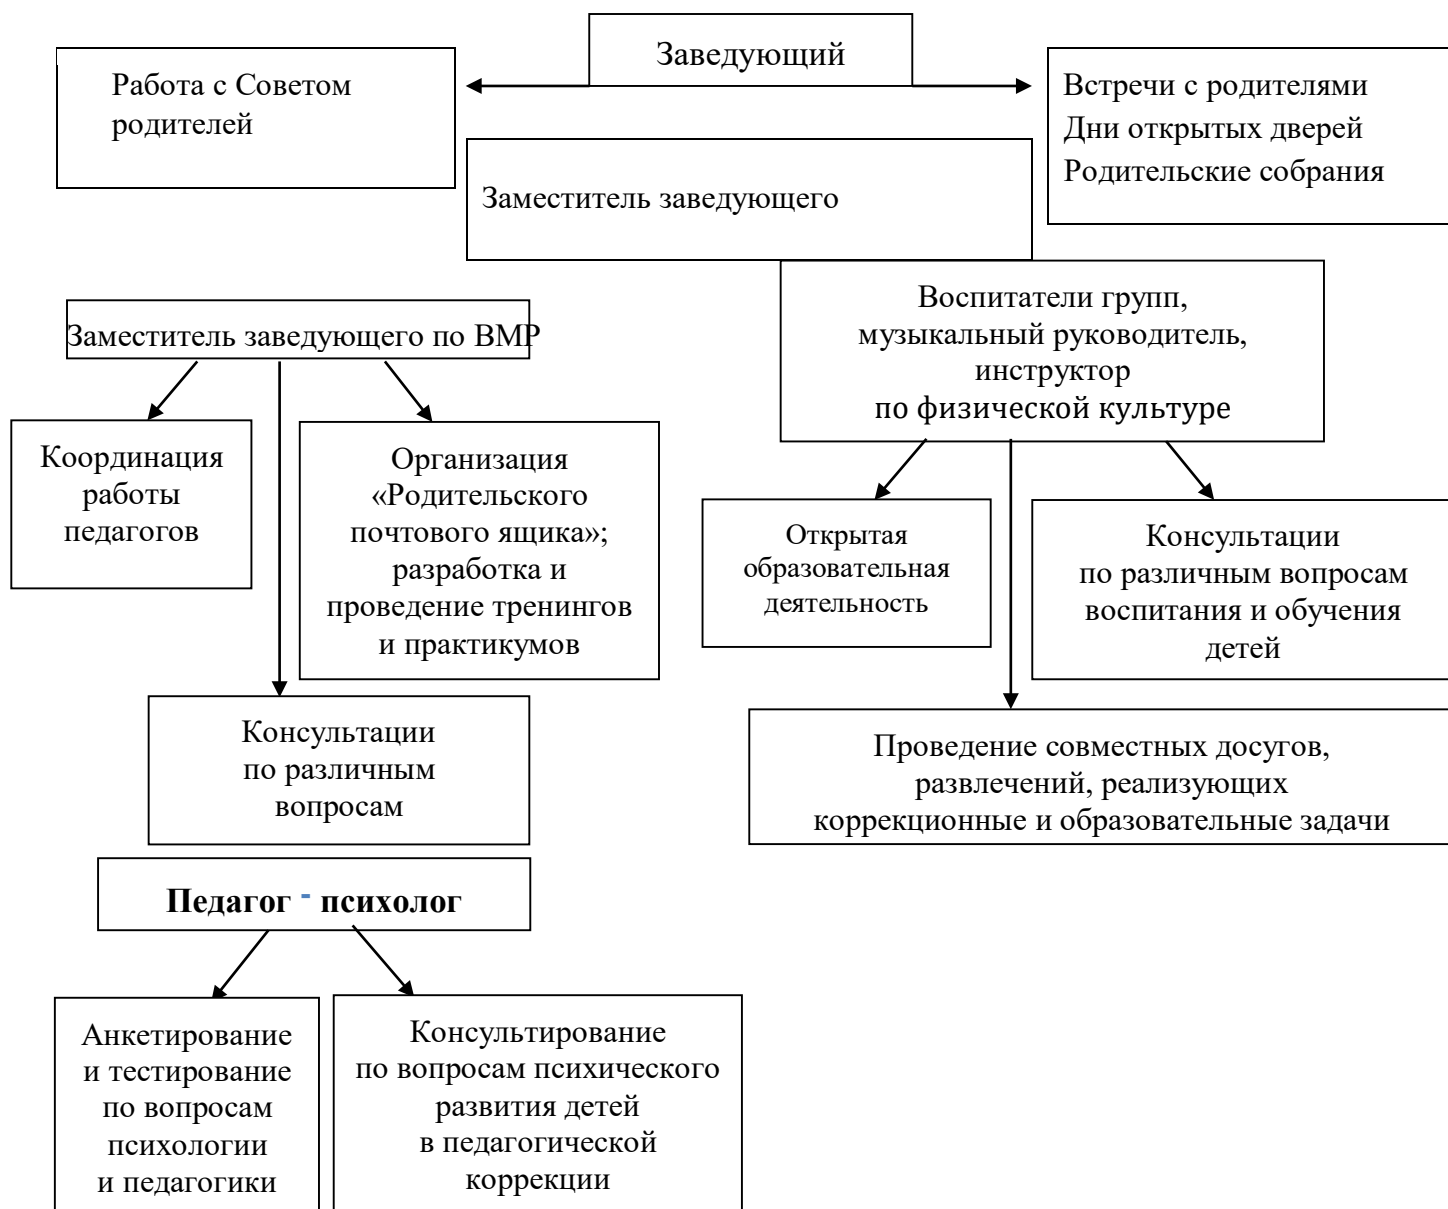 Заведующий
Работа с Советом
родителей
Встречи с родителями
Дни открытых дверей
Родительские собрания
Заместитель заведующего
Заместитель заведующего по ВМР
Воспитатели групп,
музыкальный руководитель,
инструктор
по физической культуре
Координация
работы
педагогов
Организация
«Родительского
почтового ящика»;
разработка и
проведение тренингов
и практикумов
Открытая
образовательная
деятельность
Консультации
по различным вопросам
воспитания и обучения
детей
Консультации
по различным
вопросам
Проведение совместных досугов,
развлечений, реализующих
коррекционные и образовательные задачи
Педагог - психолог
Анкетирование
и тестирование
по вопросам
психологии
и педагогики
Консультирование
по вопросам психического
развития детей
в педагогической
коррекции